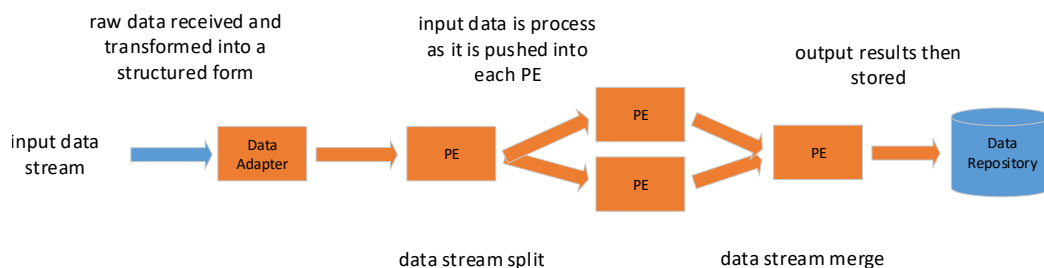 raw data received and
transformed into a
structured form
input data is process
as it is pushed into
each PE
output results then
stored
input data
stream
Data
Adapter
PE
PE
PE
PE
Data
Repository
data stream split
data stream merge